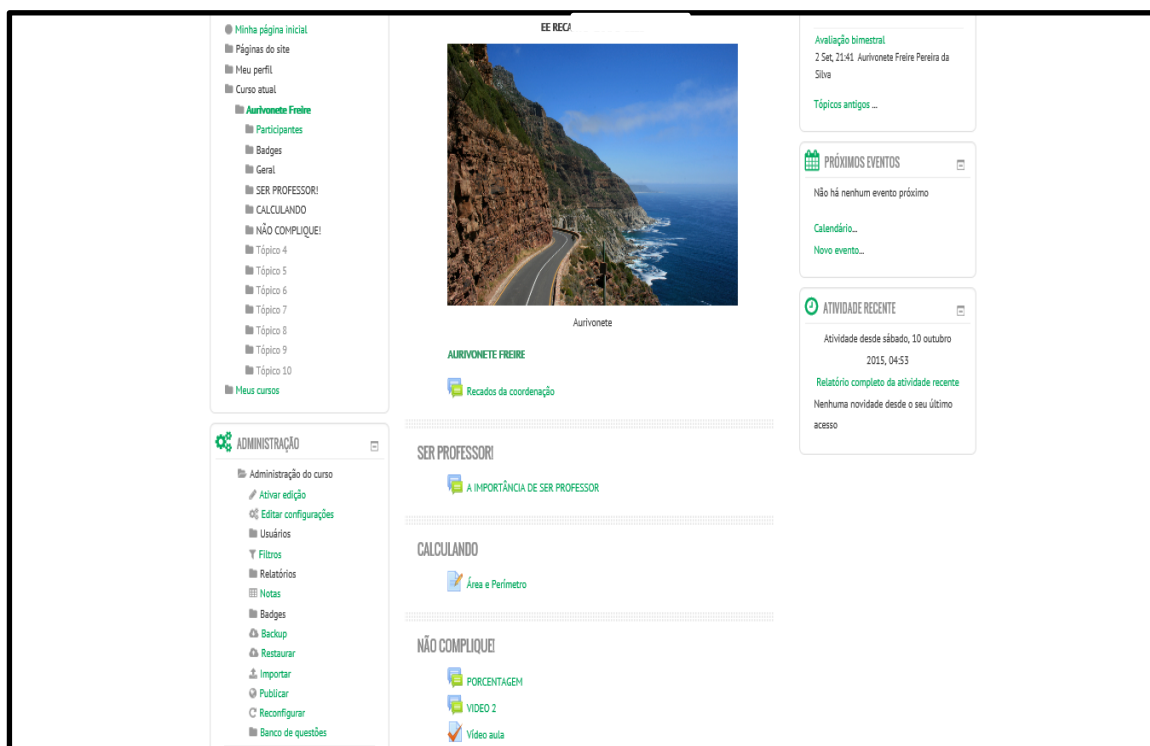 Minha página inicial
Páginas do site
Meu perfil
Curso atual
Aurivonete Freire
Participantes
Badges
Geral
SER PROFESSOR!
CALCULANDO
NÃO COMPLIQUE!
Tópico 4
Tópico 5
Tópico 6
Tópico 7
Tópico 8
Tópico 9
Tópico 10
Meus cursos
ADMINISTRAÇÃO
Administração do curso
Ativar edição
Editar configurações
Usuários
Filtros
Relatórios
Notas
Badges
Backup
Restaurar
Importar
Publicar
Reconfigurar
Banco de questões
EE
Aurivonete
AURIVONETE FREIRE
Recados da coordenação
SER PROFESSOR!
A IMPORTÂNCIA DE SER PROFESSOR
CALCULANDO
Área e Perímetro
NÃO COMPLIQUE!
PORCENTAGEM
VIDEO 2
Vídeo aula
Avaliação bimestral
2 Set, 21:41 Aurivonete Freire Pereira da
Silva
Tópicos antigos ...
PRÓXIMOS EVENTOS
Não há nenhum evento próximo
Calendário...
Novo evento...
ATIVIDADE RECENTE
Atividade desde sábado, 10 outubro
2015, 04:53
Relatório completo da atividade recente
Nenhuma novidade desde o seu último
acesso